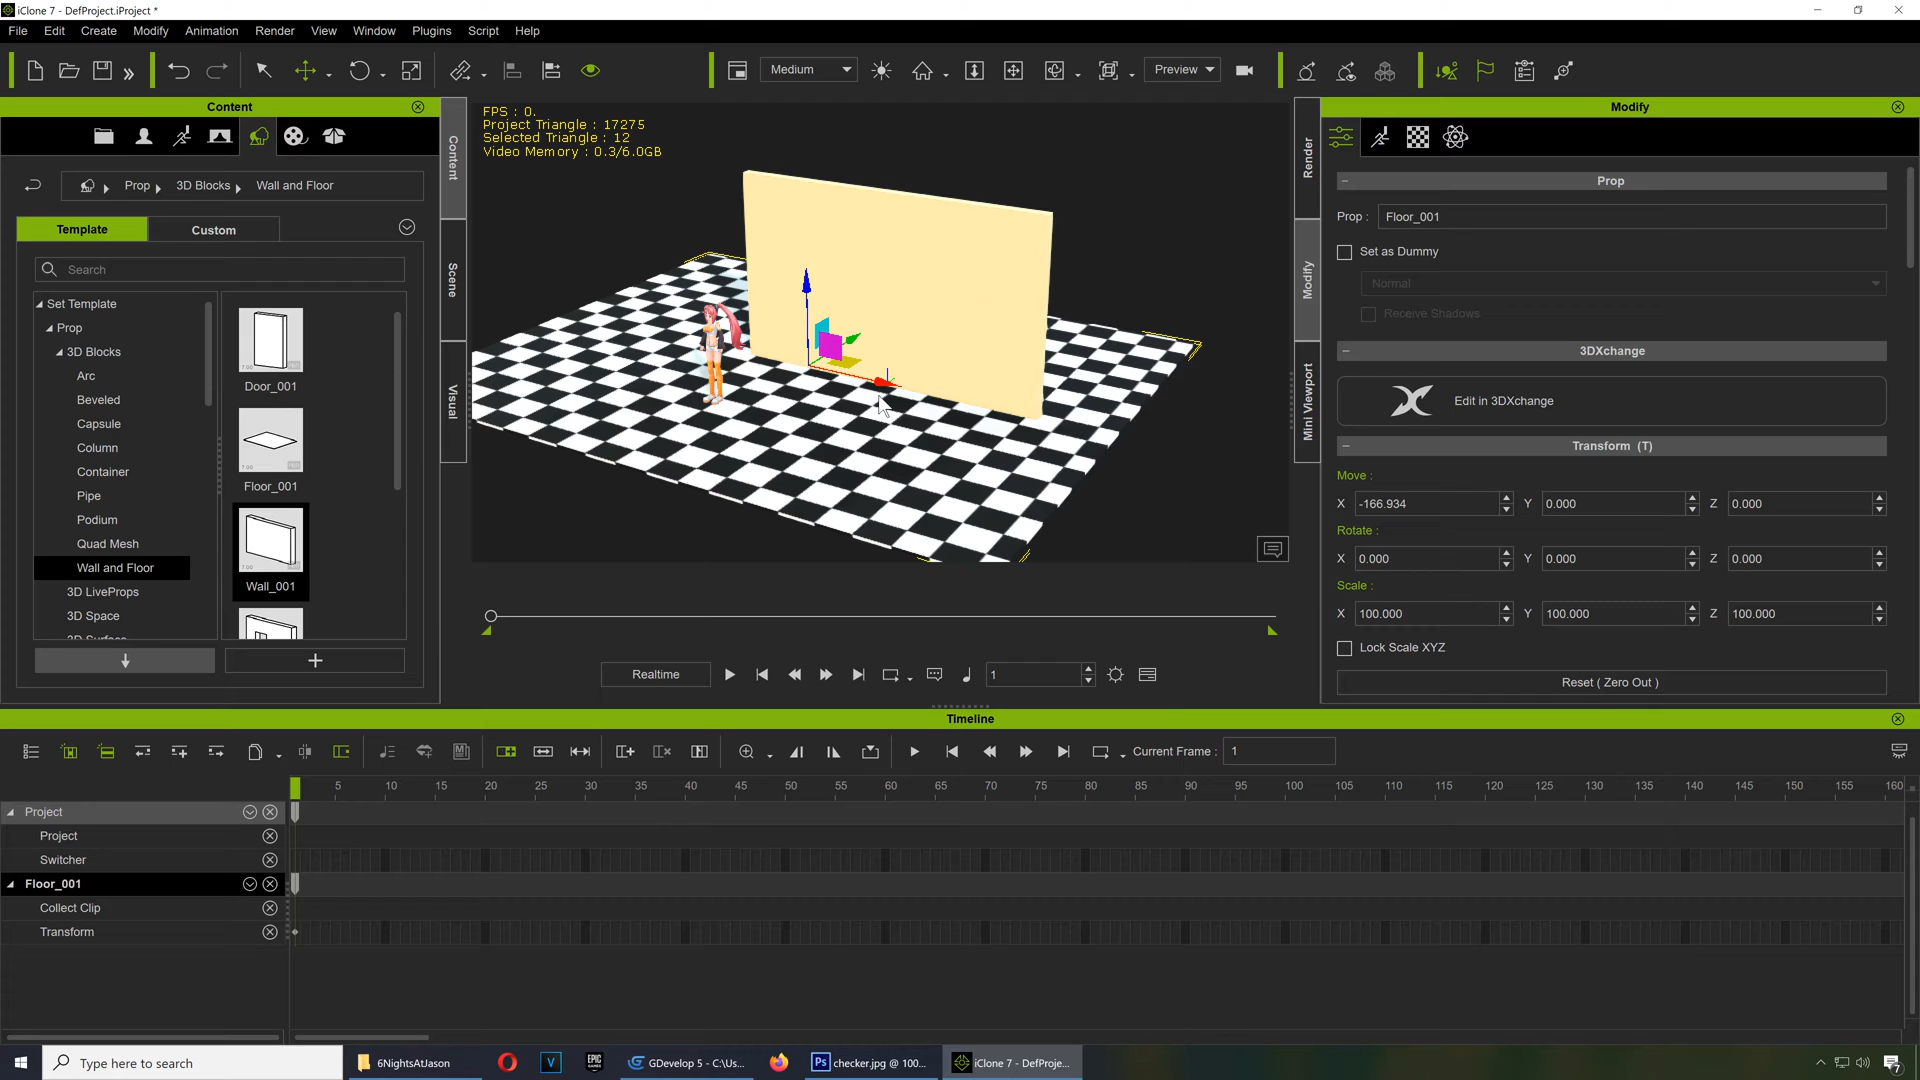 iClone 7 - DefProject.iProject *
File Edit Create Modify Animation Render View Window Plugins Script Help
Medium Preview
Content
Content
Scene
Visual
Prop 3D Blocks Wall and Floor
Template Custom
Search
Set Template
Prop
3D Blocks
Arc
Beveled
Capsule
Column
Container
Pipe
Podium
Quad Mesh
Wall and Floor
3D LiveProps
3D Space
3D Surface
Door_001
Floor_001
Wall_001
FPS : 0.
Project Triangle : 17275
Selected Triangle : 12
Video Memory : 0.3/6.0GB
Render
Modify
Mini Viewport
Modify
Prop
Prop : Floor_001
Set as Dummy
Normal
Receive Shadows
3DXchange
Edit in 3DXchange
Transform (T)
Move :
X -166.934 Y 0.000 Z 0.000
Rotate :
X 0.000 Y 0.000 Z 0.000
Scale :
X 100.000 Y 100.000 Z 100.000
Lock Scale XYZ
Reset ( Zero Out )
Realtime 1
Timeline
Current Frame : 1
5 10 15 20 25 30 35 40 45 50 55 60 65 70 75 80 85 90 95 100 105 110 115 120 125 130 135 140 145 150 155 160
Project
Project
Switcher
Floor_001
Collect Clip
Transform
Type here to search
6NightsAtJason
GDevelop 5 - C:\Us...
checker.jpg @ 100...
iClone 7 - DefProje...
7